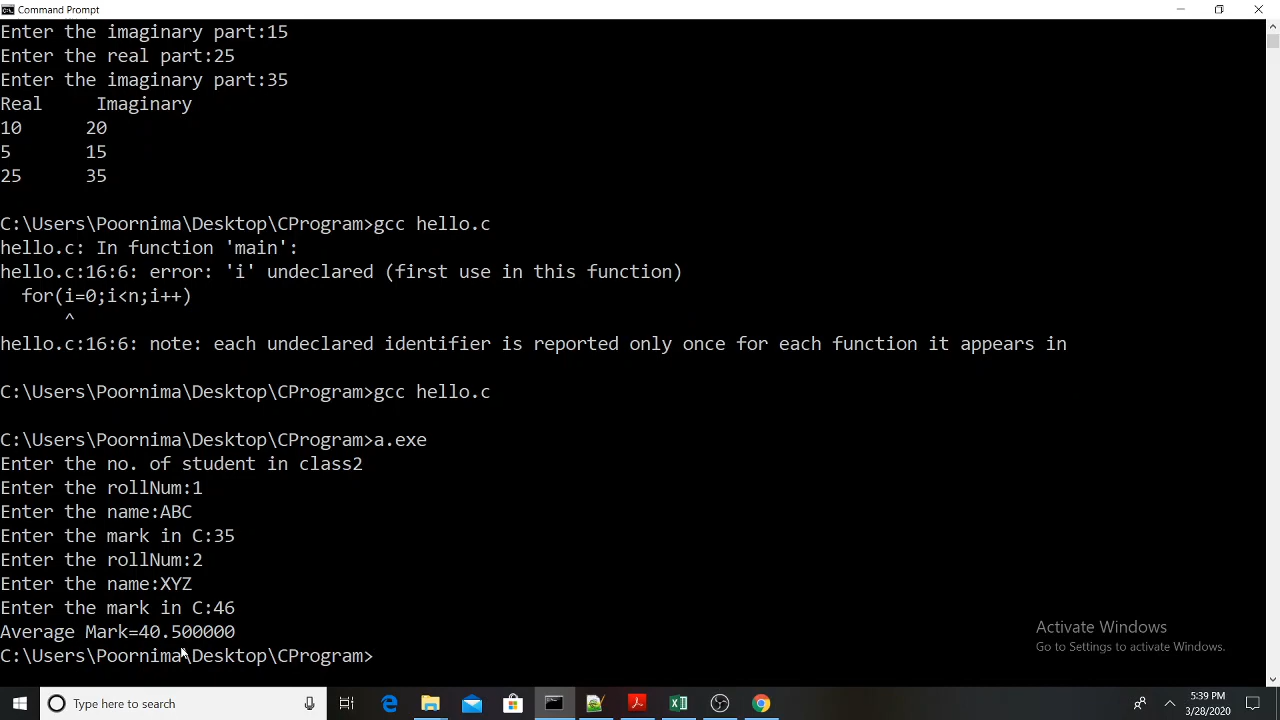 Command Prompt
Enter the imaginary part:15
Enter the real part:25
Enter the imaginary part:35
Real     Imaginary
10      20
5       15
25      35
C:\Users\Poornima\Desktop\CProgram>gcc hello.c
hello.c: In function 'main':
hello.c:16:6: error: 'i' undeclared (first use in this function)
  for(i=0;i<n;i++)
      ^
hello.c:16:6: note: each undeclared identifier is reported only once for each function it appears in
C:\Users\Poornima\Desktop\CProgram>gcc hello.c
C:\Users\Poornima\Desktop\CProgram>a.exe
Enter the no. of student in class2
Enter the rollNum:1
Enter the name:ABC
Enter the mark in C:35
Enter the rollNum:2
Enter the name:XYZ
Enter the mark in C:46
Average Mark=40.500000
C:\Users\Poornima\Desktop\CProgram>
Activate Windows
Go to Settings to activate Windows.
Type here to search
5:39 PM
3/28/2020